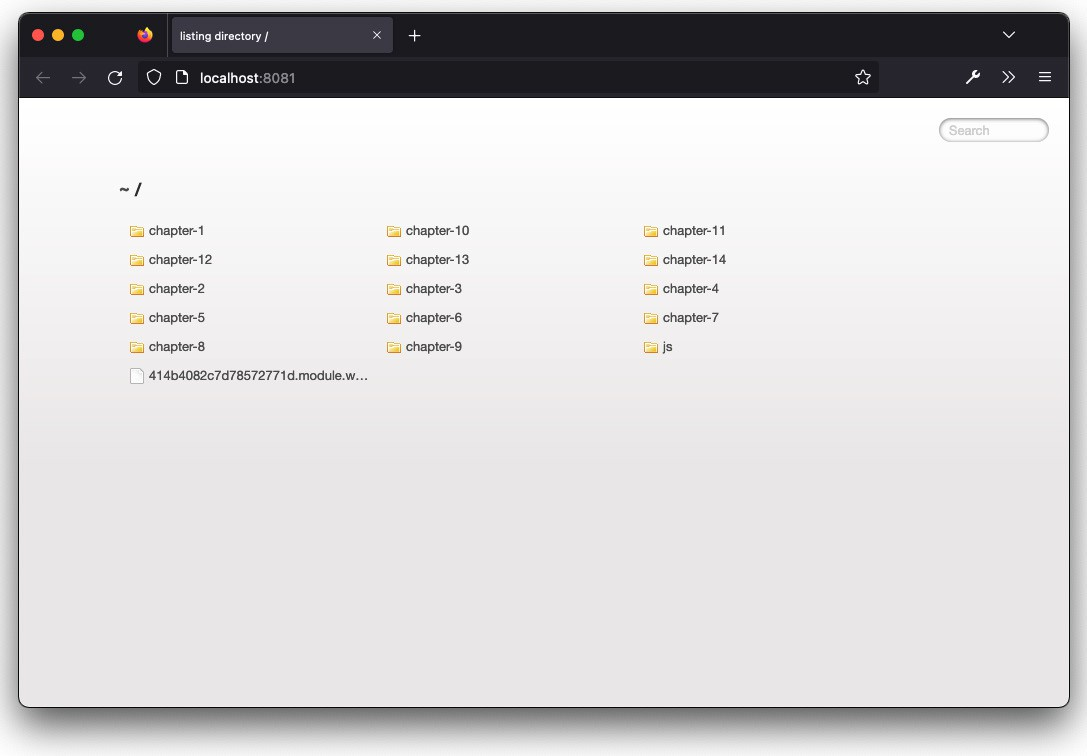 listing directory /
localhost:8081
Search
~ /
chapter-1 chapter-10 chapter-11
chapter-12 chapter-13 chapter-14
chapter-2 chapter-3 chapter-4
chapter-5 chapter-6 chapter-7
chapter-8 chapter-9 js
414b4082c7d78572771d.module.w...